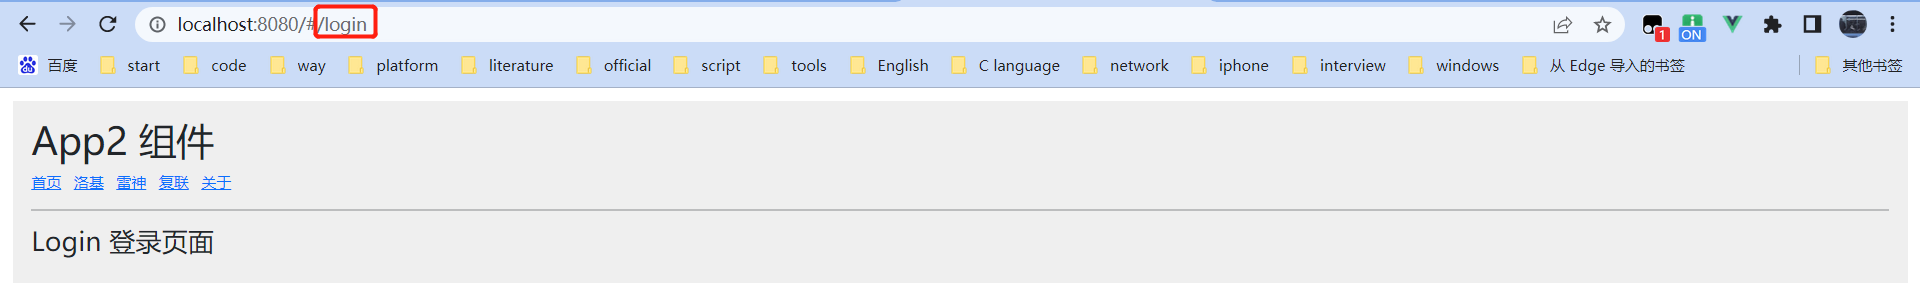 localhost:8080/#/login
1
ON
百度 start code way platform literature official script tools English C language network iphone interview windows 从 Edge 导入的书签 其他书签
App2 组件
首页 洛基 雷神 复联 关于
Login 登录页面